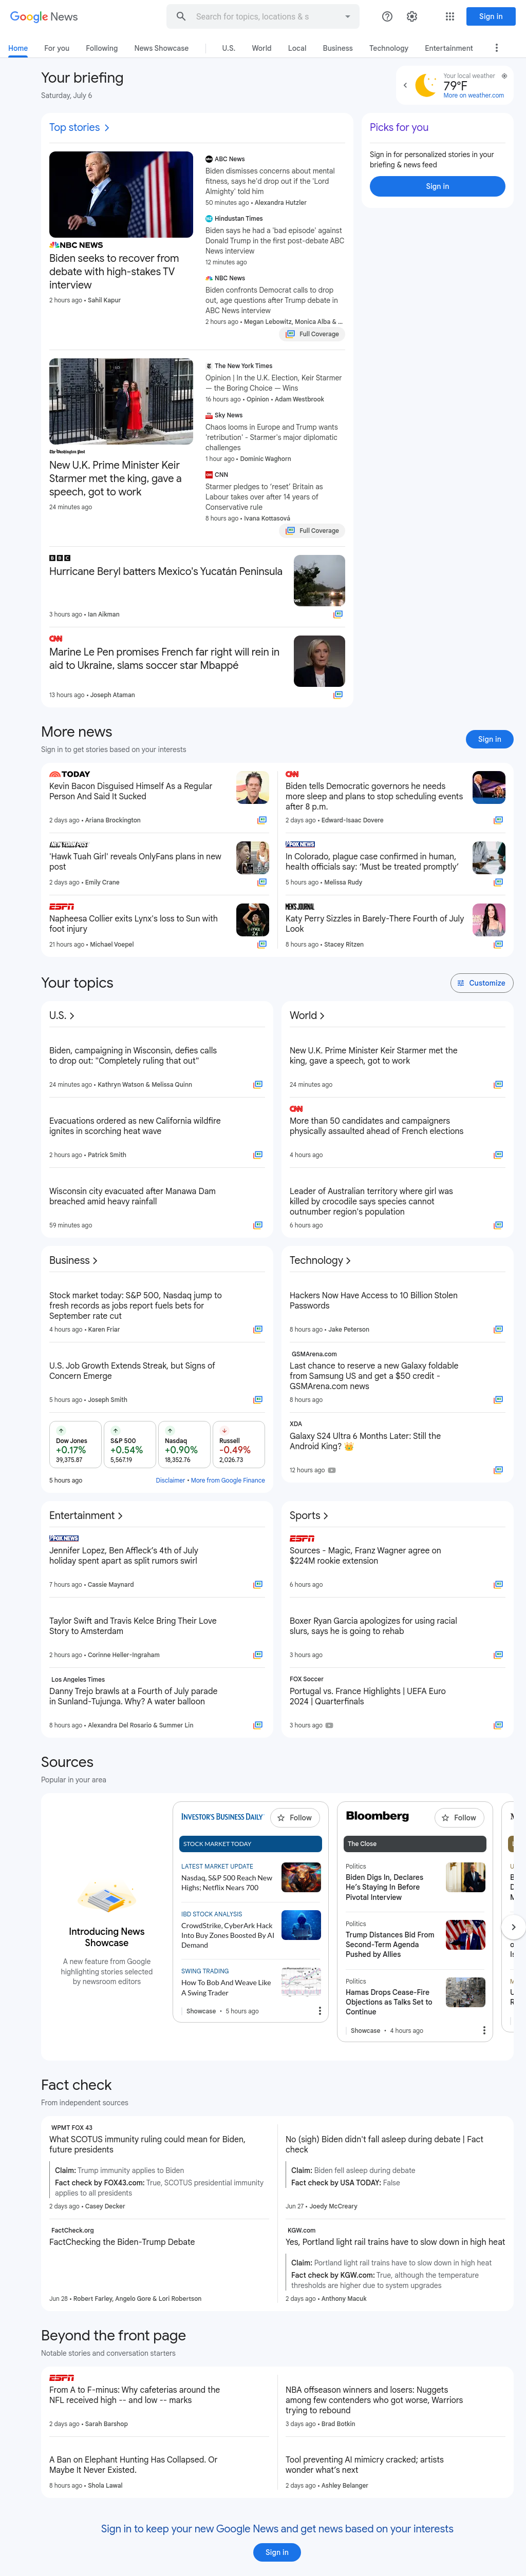 Google News
Search for topics, locations & s
Sign in
Home
For you
Following
News Showcase
U.S.
World
Local
Business
Technology
Entertainment
Your briefing
Saturday, July 6
Your local weather
79°F
More on weather.com
Top stories
Picks for you
Sign in for personalized stories in your
briefing & news feed
Sign in
NBC NEWS
Biden seeks to recover from
debate with high-stakes TV
interview
2 hours ago • Sahil Kapur
ABC News
Biden dismisses concerns about mental
fitness, says he'd drop out if the 'Lord
Almighty' told him
50 minutes ago • Alexandra Hutzler
Hindustan Times
Biden says he had a 'bad episode' against
Donald Trump in the first post-debate ABC
News interview
12 minutes ago
NBC News
Biden confronts Democrat calls to drop
out, age questions after Trump debate in
ABC News interview
2 hours ago • Megan Lebowitz, Monica Alba & ...
Full Coverage
The Washington Post
New U.K. Prime Minister Keir
Starmer met the king, gave a
speech, got to work
24 minutes ago
The New York Times
Opinion | In the U.K. Election, Keir Starmer
— the Boring Choice — Wins
16 hours ago • Opinion • Adam Westbrook
Sky News
Chaos looms in Europe and Trump wants
'retribution' - Starmer's major diplomatic
challenges
1 hour ago • Dominic Waghorn
CNN
Starmer pledges to 'reset' Britain as
Labour takes over after 14 years of
Conservative rule
8 hours ago • Ivana Kottasová
Full Coverage
BBC
Hurricane Beryl batters Mexico's Yucatán Peninsula
3 hours ago • Ian Aikman
CNN
Marine Le Pen promises French far right will rein in
aid to Ukraine, slams soccer star Mbappé
13 hours ago • Joseph Ataman
More news
Sign in to get stories based on your interests
Sign in
TODAY
Kevin Bacon Disguised Himself As a Regular
Person And Said It Sucked
2 days ago • Ariana Brockington
CNN
Biden tells Democratic governors he needs
more sleep and plans to stop scheduling events
after 8 p.m.
2 days ago • Edward-Isaac Dovere
NEW YORK POST
'Hawk Tuah Girl' reveals OnlyFans plans in new
post
2 days ago • Emily Crane
FOX NEWS
In Colorado, plague case confirmed in human,
health officials say: 'Must be treated promptly'
5 hours ago • Melissa Rudy
ESPN
Napheesa Collier exits Lynx's loss to Sun with
foot injury
21 hours ago • Michael Voepel
MEN'S JOURNAL
Katy Perry Sizzles in Barely-There Fourth of July
Look
8 hours ago • Stacey Ritzen
Your topics
Customize
U.S.
Biden, campaigning in Wisconsin, defies calls
to drop out: "Completely ruling that out"
24 minutes ago • Kathryn Watson & Melissa Quinn
Evacuations ordered as new California wildfire
ignites in scorching heat wave
2 hours ago • Patrick Smith
Wisconsin city evacuated after Manawa Dam
breached amid heavy rainfall
59 minutes ago
World
New U.K. Prime Minister Keir Starmer met the
king, gave a speech, got to work
24 minutes ago
CNN
More than 50 candidates and campaigners
physically assaulted ahead of French elections
4 hours ago
Leader of Australian territory where girl was
killed by crocodile says species cannot
outnumber region's population
6 hours ago
Business
Stock market today: S&P 500, Nasdaq jump to
fresh records as jobs report fuels bets for
September rate cut
4 hours ago • Karen Friar
U.S. Job Growth Extends Streak, but Signs of
Concern Emerge
5 hours ago • Joseph Smith
Dow Jones
+0.17%
39,375.87
S&P 500
+0.54%
5,567.19
Nasdaq
+0.90%
18,352.76
Russell
-0.49%
2,026.73
5 hours ago
Disclaimer • More from Google Finance
Technology
Hackers Now Have Access to 10 Billion Stolen
Passwords
8 hours ago • Jake Peterson
GSMArena.com
Last chance to reserve a new Galaxy foldable
from Samsung US and get a $50 credit -
GSMArena.com news
8 hours ago
XDA
Galaxy S24 Ultra 6 Months Later: Still the
Android King? 👑
12 hours ago
Entertainment
FOX NEWS
Jennifer Lopez, Ben Affleck's 4th of July
holiday spent apart as split rumors swirl
7 hours ago • Cassie Maynard
Taylor Swift and Travis Kelce Bring Their Love
Story to Amsterdam
2 hours ago • Corinne Heller-Ingraham
Los Angeles Times
Danny Trejo brawls at a Fourth of July parade
in Sunland-Tujunga. Why? A water balloon
8 hours ago • Alexandra Del Rosario & Summer Lin
Sports
ESPN
Sources - Magic, Franz Wagner agree on
$224M rookie extension
6 hours ago
Boxer Ryan Garcia apologizes for using racial
slurs, says he is going to rehab
3 hours ago
FOX Soccer
Portugal vs. France Highlights | UEFA Euro
2024 | Quarterfinals
3 hours ago
Sources
Popular in your area
Introducing News
Showcase
A new feature from Google
highlighting stories selected
by newsroom editors
INVESTOR'S BUSINESS DAILY
Follow
STOCK MARKET TODAY
LATEST MARKET UPDATE
Nasdaq, S&P 500 Reach New
Highs; Netflix Nears 700
IBD STOCK ANALYSIS
CrowdStrike, CyberArk Hack
Into Buy Zones Boosted By AI
Demand
SWING TRADING
How To Bob And Weave Like
A Swing Trader
Showcase • 5 hours ago
Bloomberg
Follow
The Close
Politics
Biden Digs In, Declares
He's Staying In Before
Pivotal Interview
Politics
Trump Distances Bid From
Second-Term Agenda
Pushed by Allies
Politics
Hamas Drops Cease-Fire
Objections as Talks Set to
Continue
Showcase • 4 hours ago
Fact check
From independent sources
WPMT FOX 43
What SCOTUS immunity ruling could mean for Biden,
future presidents
Claim: Trump immunity applies to Biden
Fact check by FOX43.com: True, SCOTUS presidential immunity
applies to all presidents
2 days ago • Casey Decker
No (sigh) Biden didn't fall asleep during debate | Fact
check
Claim: Biden fell asleep during debate
Fact check by USA TODAY: False
Jun 27 • Joedy McCreary
FactCheck.org
FactChecking the Biden-Trump Debate
Jun 28 • Robert Farley, Angelo Gore & Lori Robertson
KGW.com
Yes, Portland light rail trains have to slow down in high heat
Claim: Portland light rail trains have to slow down in high heat
Fact check by KGW.com: True, although the temperature
thresholds are higher due to system upgrades
2 days ago • Anthony Macuk
Beyond the front page
Notable stories and conversation starters
ESPN
From A to F-minus: Why cafeterias around the
NFL received high -- and low -- marks
2 days ago • Sarah Barshop
NBA offseason winners and losers: Nuggets
among few contenders who got worse, Warriors
trying to rebound
3 days ago • Brad Botkin
A Ban on Elephant Hunting Has Collapsed. Or
Maybe It Never Existed.
8 hours ago • Shola Lawal
Tool preventing AI mimicry cracked; artists
wonder what's next
2 days ago • Ashley Belanger
Sign in to keep your new Google News and get news based on your interests
Sign in